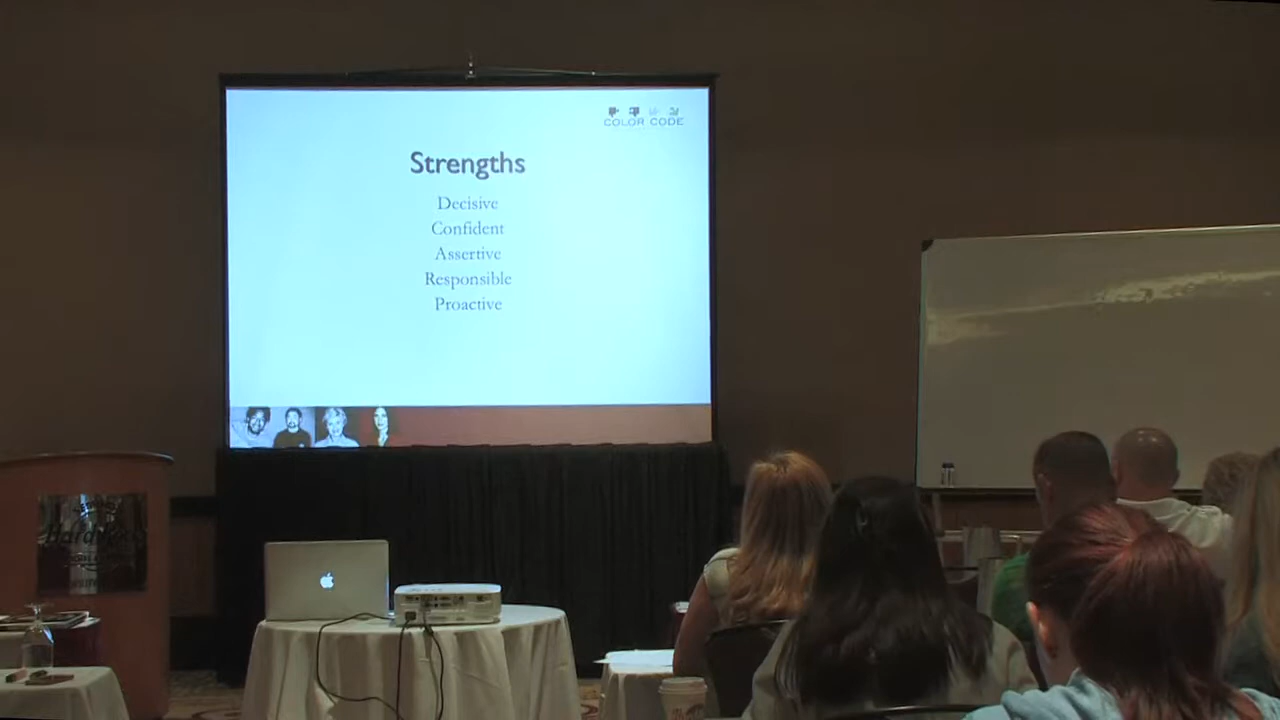 COLOR CODE
Strengths
Decisive
Confident
Assertive
Responsible
Proactive